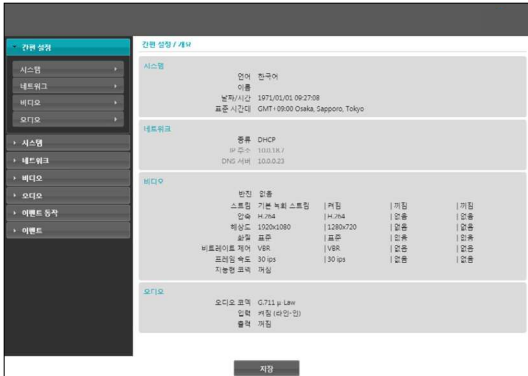 간편 설정
시스템
네트워크
비디오
오디오
시스템
네트워크
비디오
오디오
이벤트 동작
이벤트
간편 설정 / 개요
시스템
언어 한국어
이름
날짜/시간 1971/01/01 09:27:08
표준 시간대 GMT+09:00 Osaka, Sapporo, Tokyo
네트워크
종류 DHCP
IP 주소 10.0.18.7
DNS 서버 10.0.0.23
비디오
반전 없음
스트림 기본 녹화 스트림 | 켜짐 | 꺼짐 | 꺼짐
압축 H.264 | H.264 | 없음 | 없음
해상도 1920x1080 | 1280x720 | 없음 | 없음
화질 표준 | 표준 | 없음 | 없음
비트레이트 제어 VBR | VBR | 없음 | 없음
프레임 속도 30 ips | 30 ips | 없음 | 없음
지능형 코덱 꺼짐
오디오
오디오 코덱 G.711 μ Law
입력 켜짐 (라인-인)
출력 꺼짐
저장